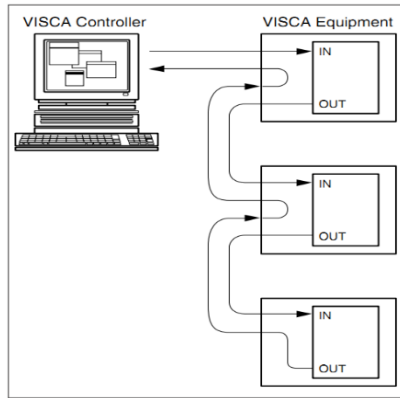 VISCA Controller
VISCA Equipment
IN
OUT
IN
OUT
IN
OUT